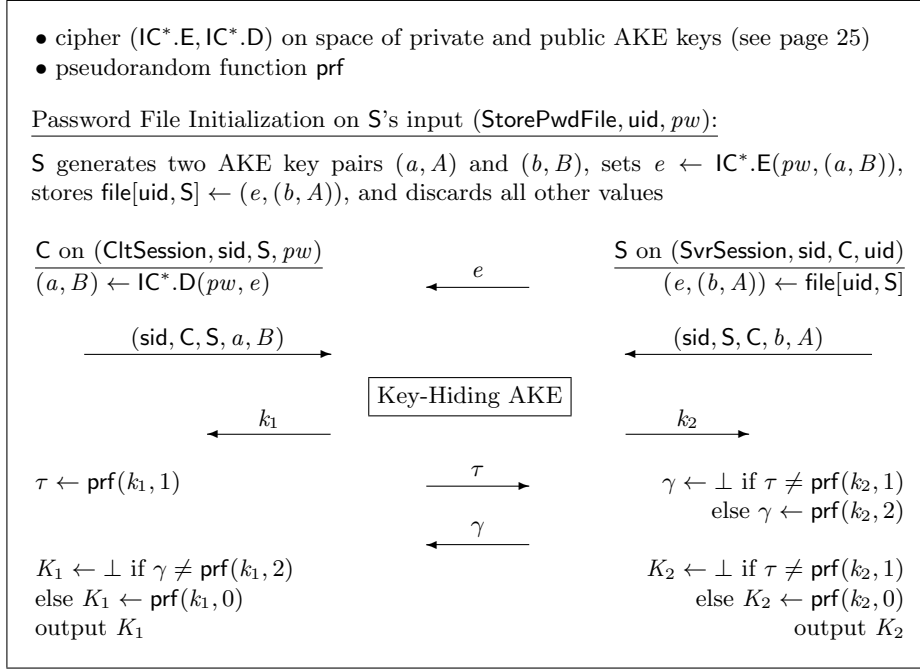 • cipher (IC*.E, IC*.D) on space of private and public AKE keys (see page 25)
• pseudorandom function prf
Password File Initialization on S's input (StorePwdFile, uid, pw):
S generates two AKE key pairs (a, A) and (b, B), sets e ← IC*.E(pw, (a, B)),
stores file[uid, S] ← (e, (b, A)), and discards all other values
C on (CltSession, sid, S, pw) S on (SvrSession, sid, C, uid)
(a, B) ← IC*.D(pw, e) e (e, (b, A)) ← file[uid, S]
(sid, C, S, a, B) (sid, S, C, b, A)
Key-Hiding AKE
k₁ k₂
τ ← prf(k₁, 1) τ γ ← ⊥ if τ ≠ prf(k₂, 1)
else γ ← prf(k₂, 2)
γ
K₁ ← ⊥ if γ ≠ prf(k₁, 2) K₂ ← ⊥ if τ ≠ prf(k₂, 1)
else K₁ ← prf(k₁, 0) else K₂ ← prf(k₂, 0)
output K₁ output K₂